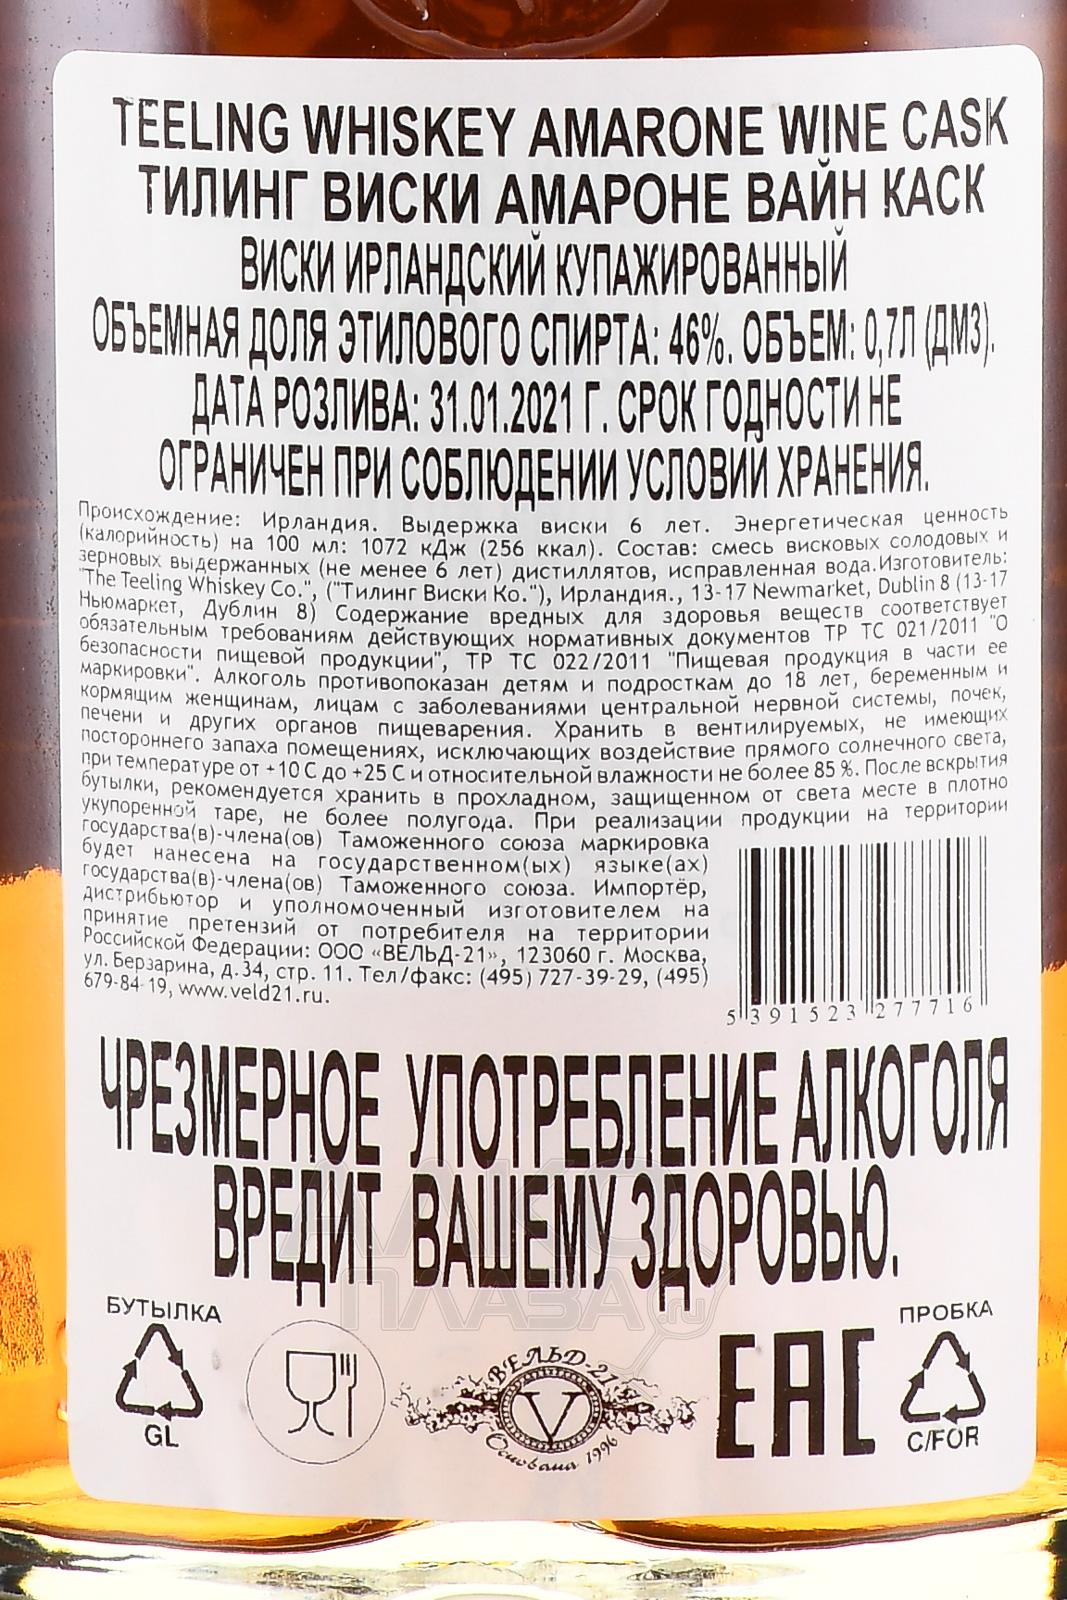 TEELING WHISKEY AMARONE WINE CASK
ТИЛИНГ ВИСКИ АМАРОНЕ ВАЙН КАСК
ВИСКИ ИРЛАНДСКИЙ КУПАЖИРОВАННЫЙ
ОБЪЕМНАЯ ДОЛЯ ЭТИЛОВОГО СПИРТА: 46%. ОБЪЕМ: 0,7Л (ДМ3).
ДАТА РОЗЛИВА: 31.01.2021 Г. СРОК ГОДНОСТИ НЕ
ОГРАНИЧЕН ПРИ СОБЛЮДЕНИИ УСЛОВИЙ ХРАНЕНИЯ.
Происхождение: Ирландия. Выдержка виски 6 лет. Энергетическая ценность
(калорийность) на 100 мл: 1072 кДж (256 ккал). Состав: смесь висковых солодовых и
зерновых выдержанных (не менее 6 лет) дистиллятов, исправленная вода.Изготовитель:
"The Teeling Whiskey Co.", ("Тилинг Виски Ко."), Ирландия., 13-17 Newmarket, Dublin 8 (13-17
Ньюмаркет, Дублин 8) Содержание вредных для здоровья веществ соответствует
обязательным требованиям действующих нормативных документов ТР ТС 021/2011 "О
безопасности пищевой продукции", ТР ТС 022/2011 "Пищевая продукция в части ее
маркировки". Алкоголь противопоказан детям и подросткам до 18 лет, беременным и
кормящим женщинам, лицам с заболеваниями центральной нервной системы, почек,
печени и других органов пищеварения. Хранить в вентилируемых, не имеющих
постороннего запаха помещениях, исключающих воздействие прямого солнечного света,
при температуре от +10 С до +25 С и относительной влажности не более 85 %. После вскрытия
бутылки, рекомендуется хранить в прохладном, защищенном от света месте в плотно
укупоренной таре, не более полугода. При реализации продукции на территории
государства(в)-члена(ов) Таможенного союза маркировка
будет нанесена на государственном(ых) языке(ах)
государства(в)-члена(ов) Таможенного союза. Импортёр,
дистрибьютор и уполномоченный изготовителем на
принятие претензий от потребителя на территории
Российской Федерации: ООО «ВЕЛЬД-21», 123060 г. Москва,
ул. Берзарина, д.34, стр. 11. Тел/факс: (495) 727-39-29, (495)
679-84-19, www.veld21.ru.
5 391523 277716
ЧРЕЗМЕРНОЕ УПОТРЕБЛЕНИЕ АЛКОГОЛЯ
ВРЕДИТ ВАШЕМУ ЗДОРОВЬЮ.
АЛКО
ПЛАЗА.ru
БУТЫЛКА
GL
ВЕЛЬД-21
V
Основана 1996
EAC
ПРОБКА
C/FOR